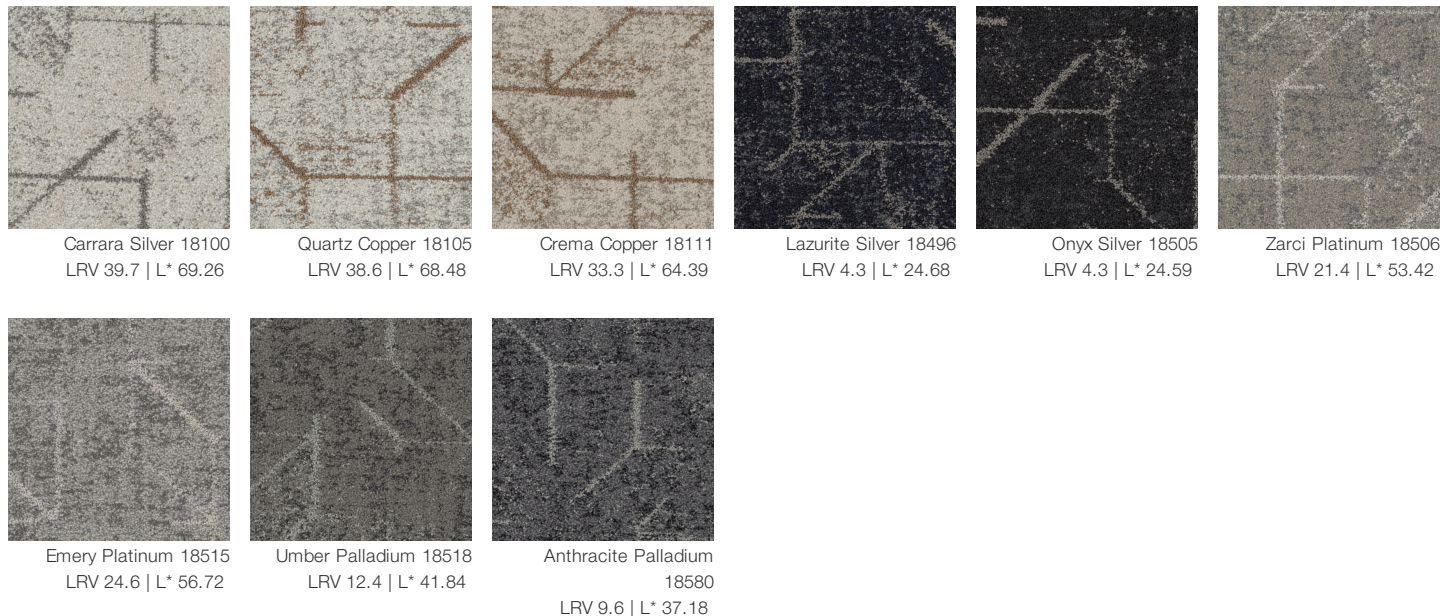 Carrara Silver 18100
LRV 39.7 | L* 69.26
Quartz Copper 18105
LRV 38.6 | L* 68.48
Crema Copper 18111
LRV 33.3 | L* 64.39
Lazurite Silver 18496
LRV 4.3 | L* 24.68
Onyx Silver 18505
LRV 4.3 | L* 24.59
Zarci Platinum 18506
LRV 21.4 | L* 53.42
Emery Platinum 18515
LRV 24.6 | L* 56.72
Umber Palladium 18518
LRV 12.4 | L* 41.84
Anthracite Palladium
18580
LRV 9.6 | L* 37.18